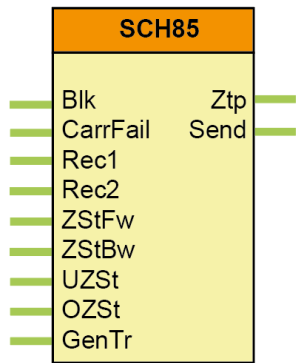 SCH85
Blk Ztp
CarrFail Send
Rec1
Rec2
ZStFw
ZStBw
UZSt
OZSt
GenTr